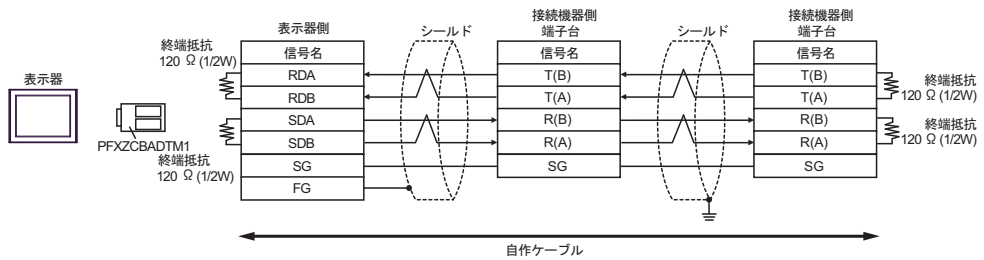 表示器
PFXZCBADTM1
終端抵抗
120 Ω (1/2W)
終端抵抗
120 Ω (1/2W)
表示器側
信号名
RDA
RDB
SDA
SDB
SG
FG
シールド
接続機器側
端子台
信号名
T(B)
T(A)
R(B)
R(A)
SG
シールド
接続機器側
端子台
信号名
T(B)
T(A)
R(B)
R(A)
SG
終端抵抗
120 Ω (1/2W)
終端抵抗
120 Ω (1/2W)
自作ケーブル